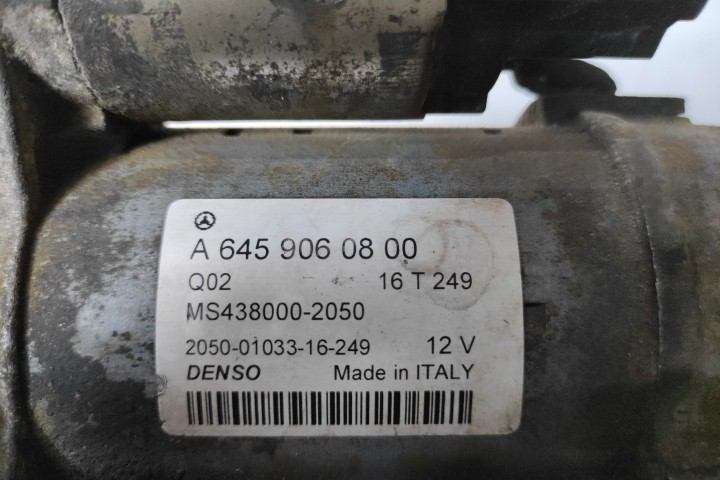 A 645 906 08 00
Q02 16 T 249
MS438000-2050
2050-01033-16-249 12 V
DENSO Made in ITALY